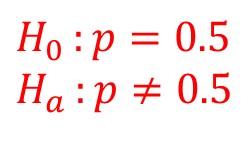 H₀ : p = 0.5
Hₐ : p ≠ 0.5